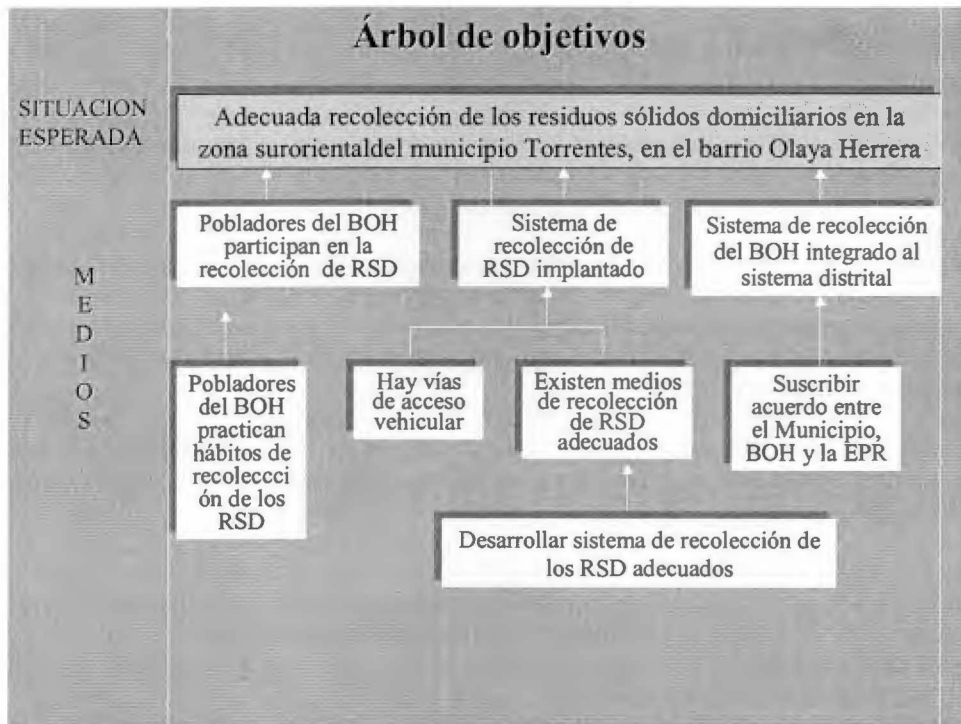 Árbol de objetivos
SITUACION
ESPERADA
Adecuada recolección de los residuos sólidos domiciliarios en la
zona surorientaldel municipio Torrentes, en el barrio Olaya Herrera
M
E
D
I
O
S
Pobladores del BOH
participan en la
recolección de RSD
Sistema de
recolección de
RSD implantado
Sistema de recolección
del BOH integrado al
sistema distrital
Pobladores
del BOH
practican
hábitos de
recoleccci
ón de los
RSD
Hay vías
de acceso
vehicular
Existen medios
de recolección
de RSD
adecuados
Suscribir
acuerdo entre
el Municipio,
BOH y la EPR
Desarrollar sistema de recolección de
los RSD adecuados